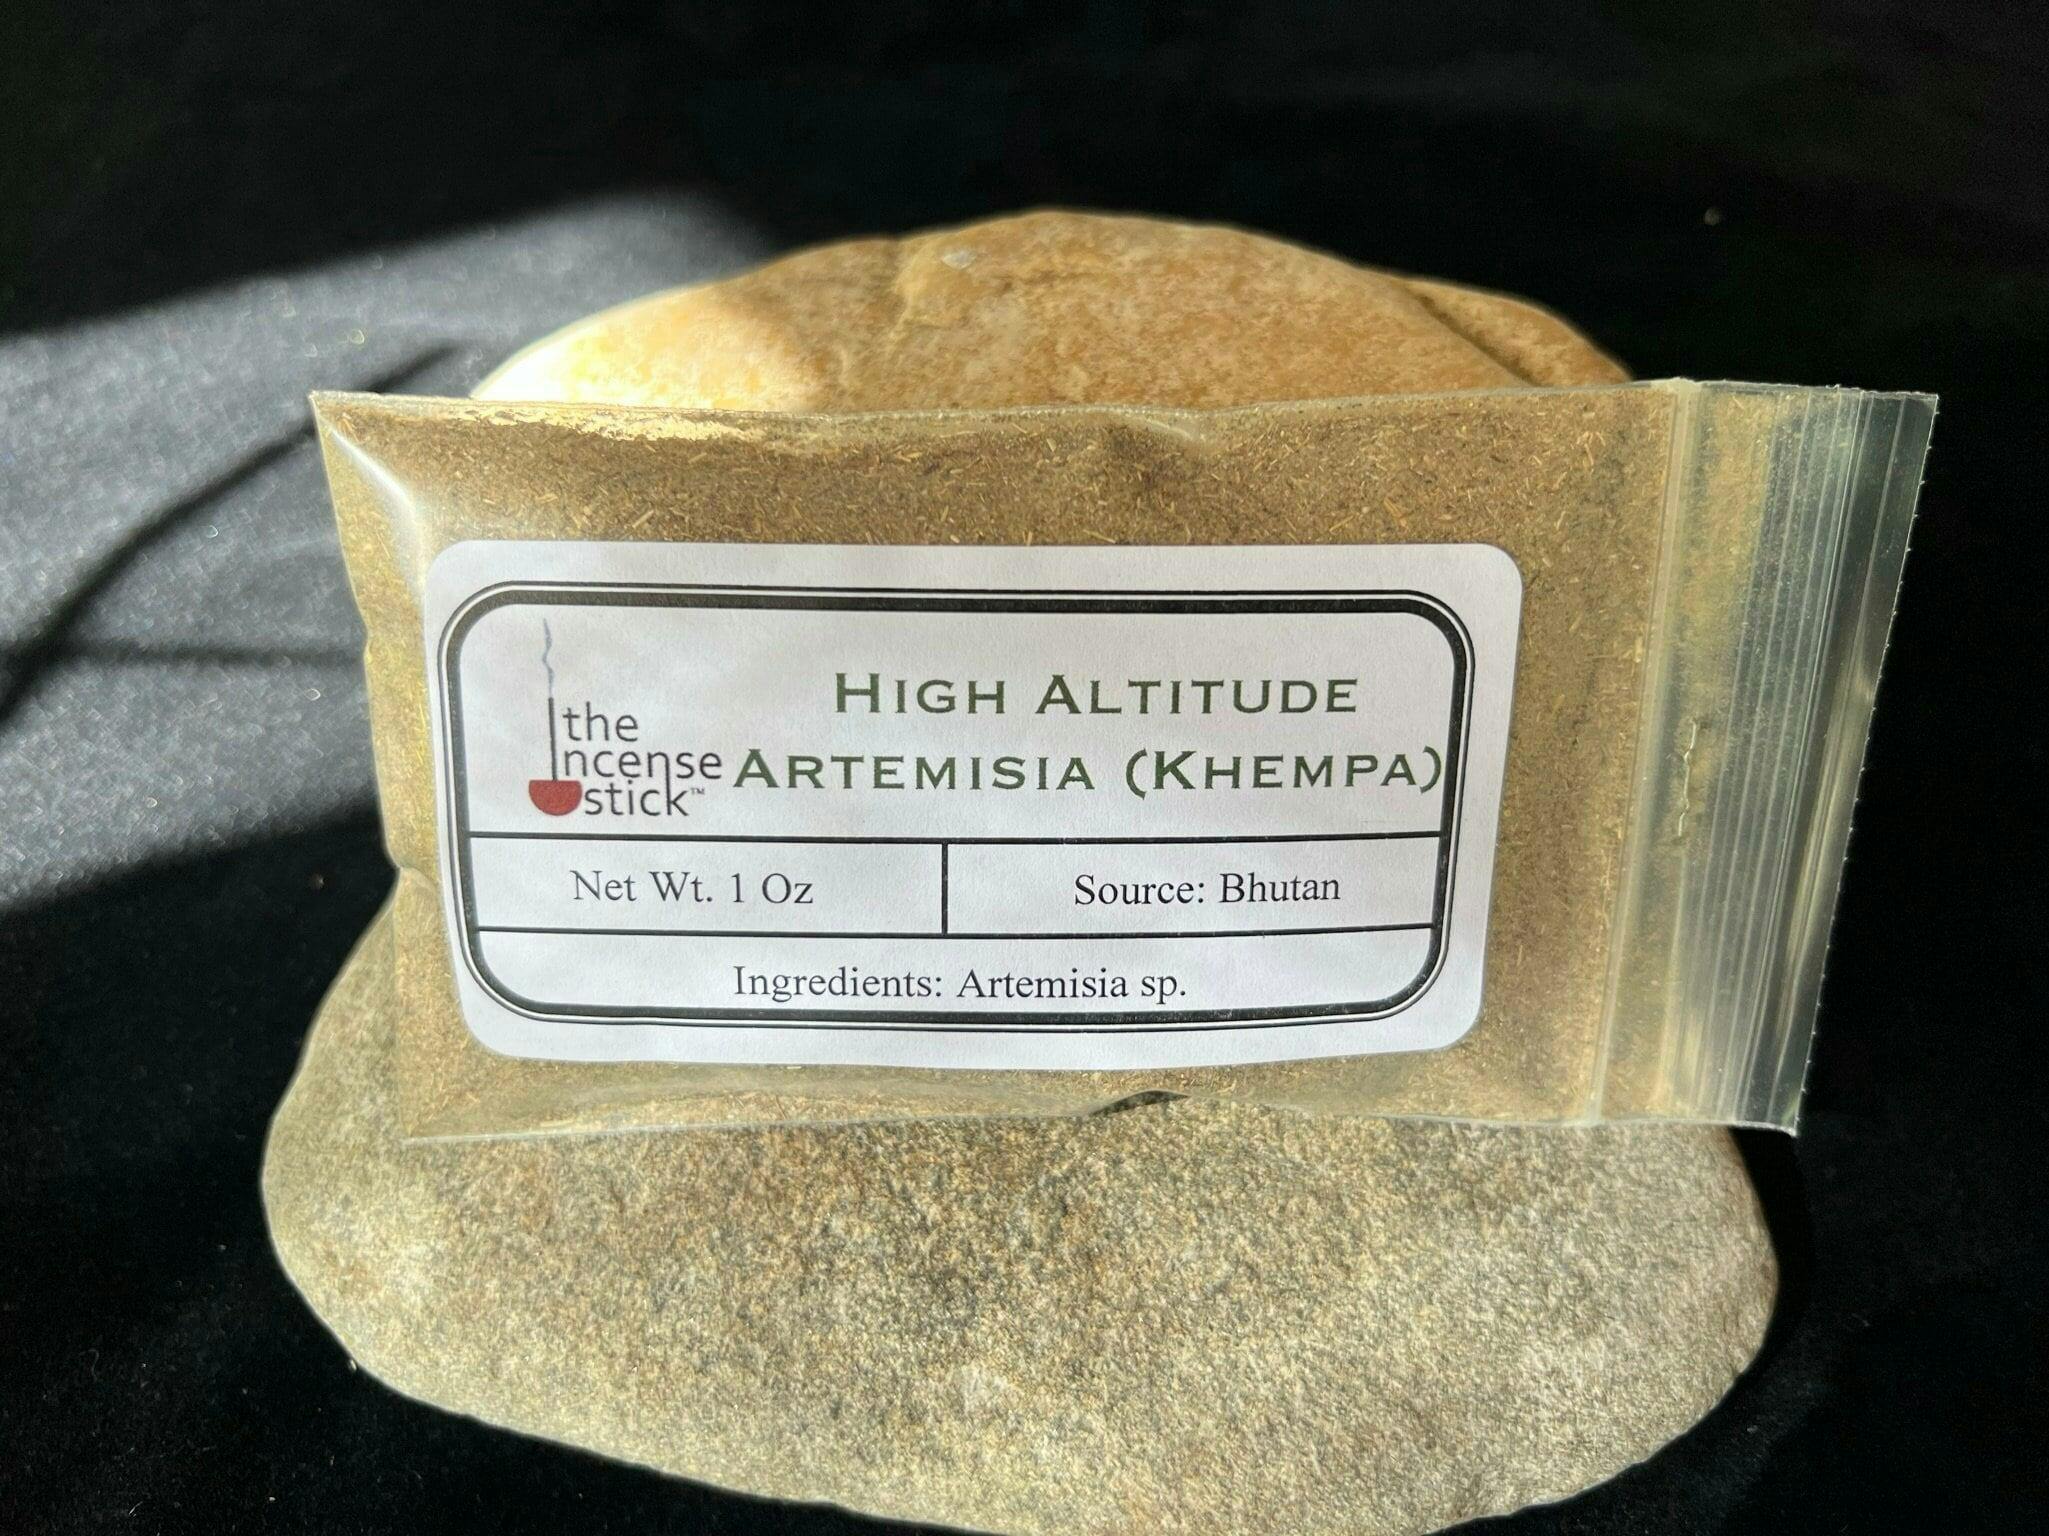 the
incense
stick™
HIGH ALTITUDE
ARTEMISIA (KHEMPA)
Net Wt. 1 Oz
Source: Bhutan
Ingredients: Artemisia sp.